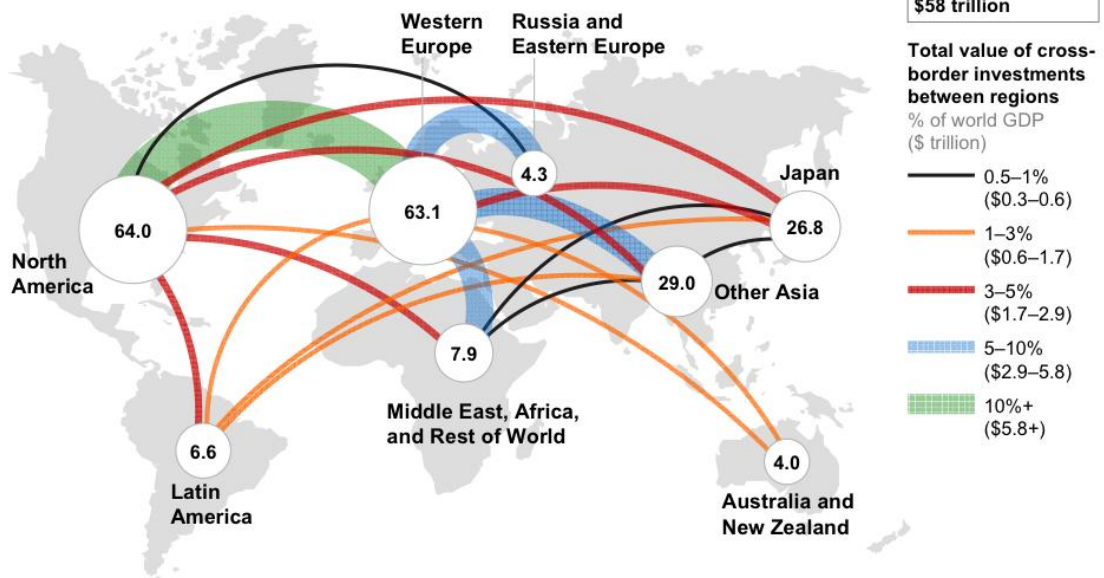 $58 trillion
Western
Europe
Russia and
Eastern Europe
Total value of cross-
border investments
between regions
% of world GDP
($ trillion)
0.5–1%
($0.3–0.6)
1–3%
($0.6–1.7)
3–5%
($1.7–2.9)
5–10%
($2.9–5.8)
10%+
($5.8+)
4.3
Japan
26.8
63.1
64.0
North
America
29.0
Other Asia
7.9
Middle East, Africa,
and Rest of World
6.6
Latin
America
4.0
Australia and
New Zealand